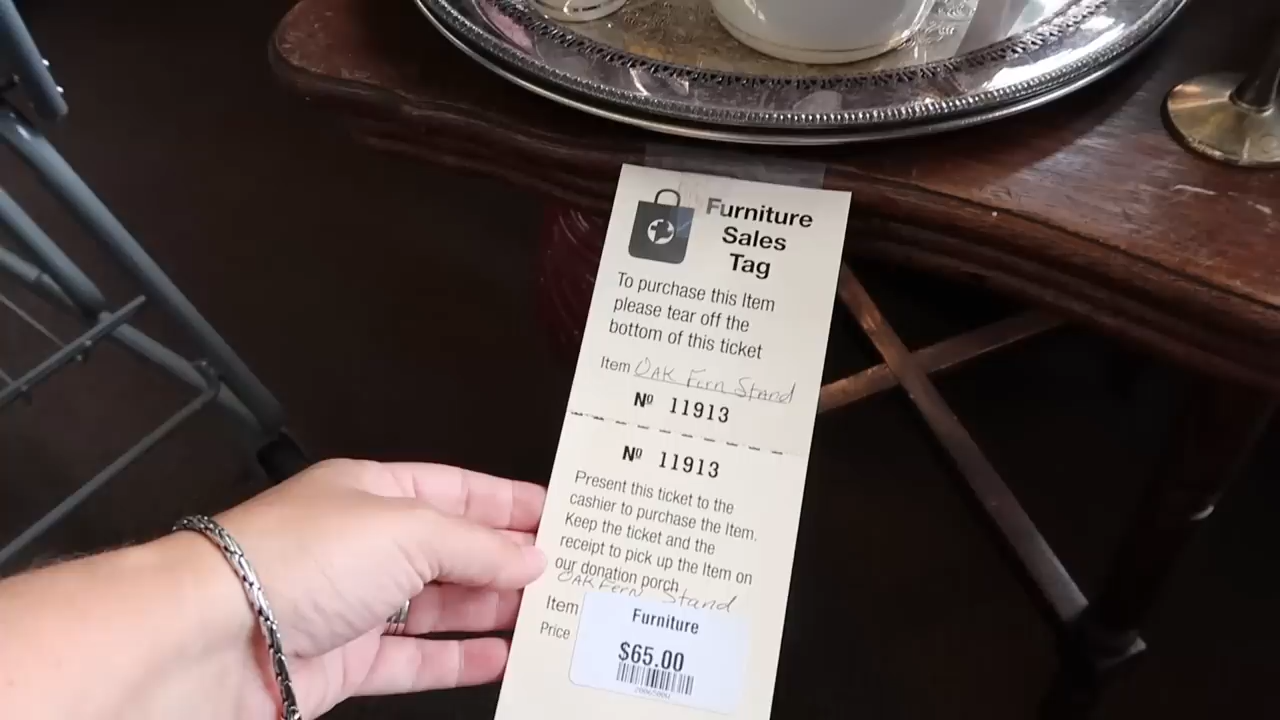 Furniture
Sales
Tag
To purchase this Item
please tear off the
bottom of this ticket
Item OAK Fern Stand
Nº 11913
Nº 11913
Present this ticket to the
cashier to purchase the Item.
Keep the ticket and the
receipt to pick up the Item on
our donation porch
OAK Fern Stand
Item
Price
Furniture
$65.00